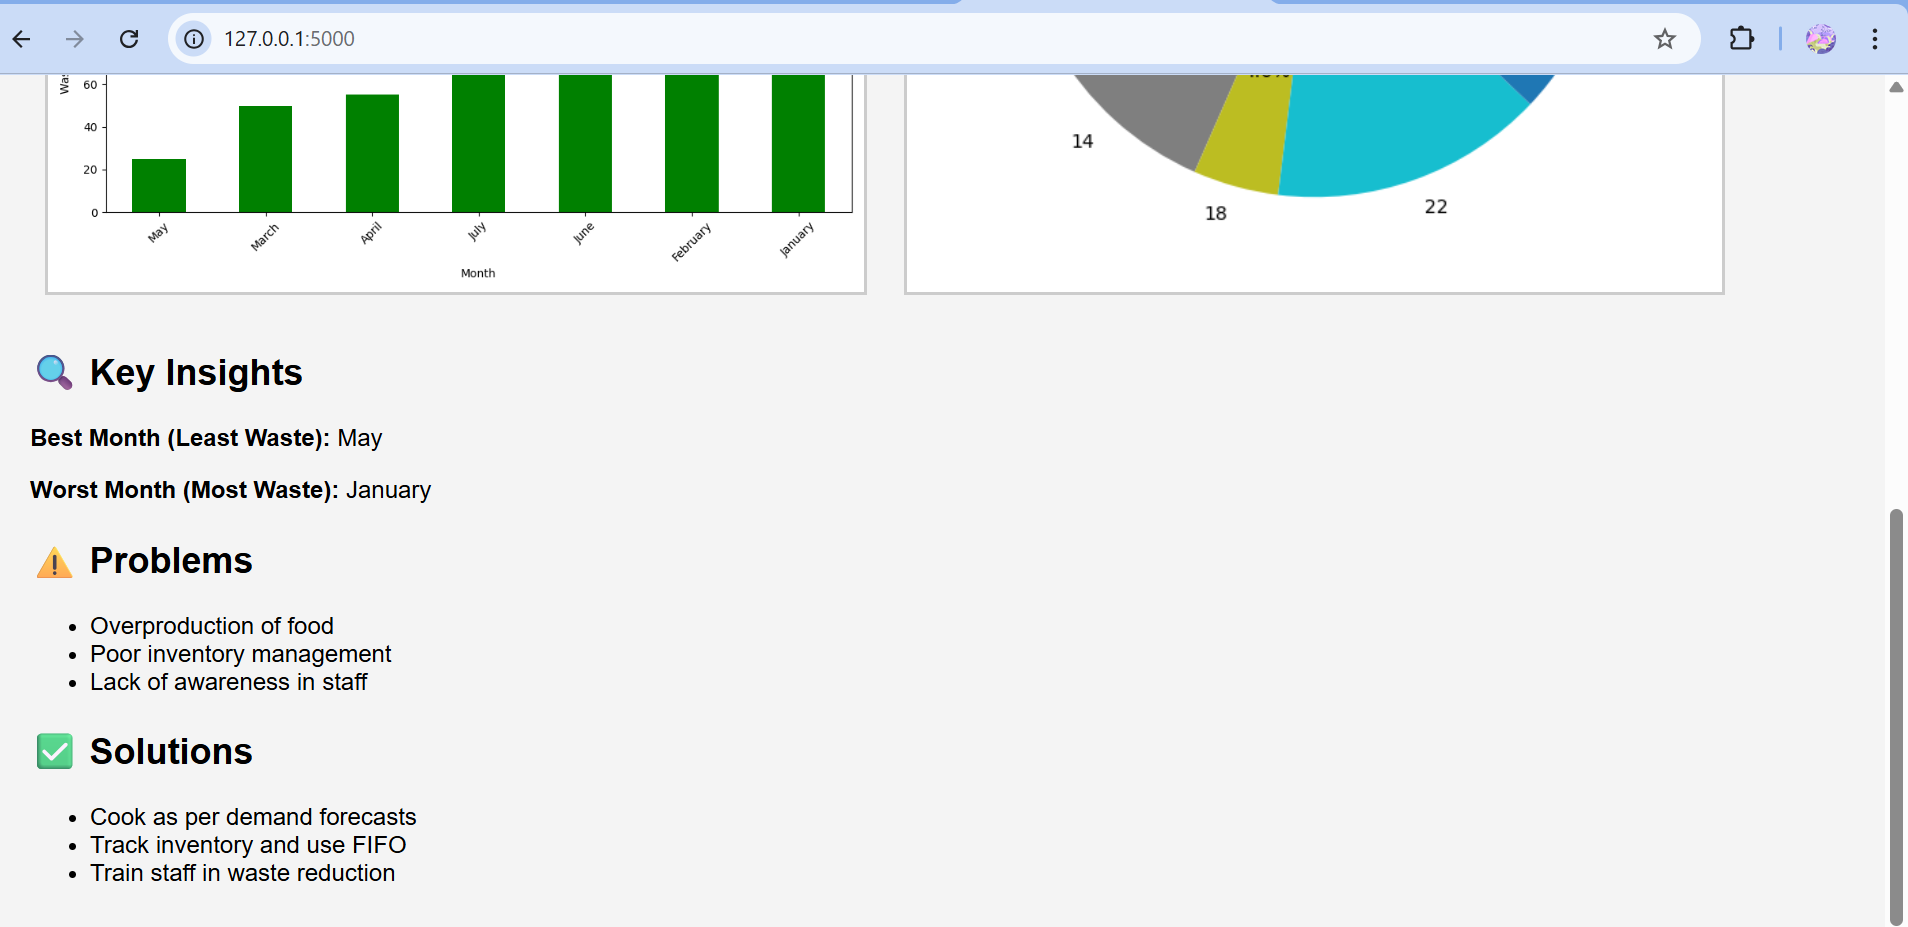 127.0.0.1:5000
60
40
20
0
May
March
April
July
June
February
January
Month
14
18
22
Key Insights
Best Month (Least Waste): May
Worst Month (Most Waste): January
Problems
Overproduction of food
Poor inventory management
Lack of awareness in staff
Solutions
Cook as per demand forecasts
Track inventory and use FIFO
Train staff in waste reduction